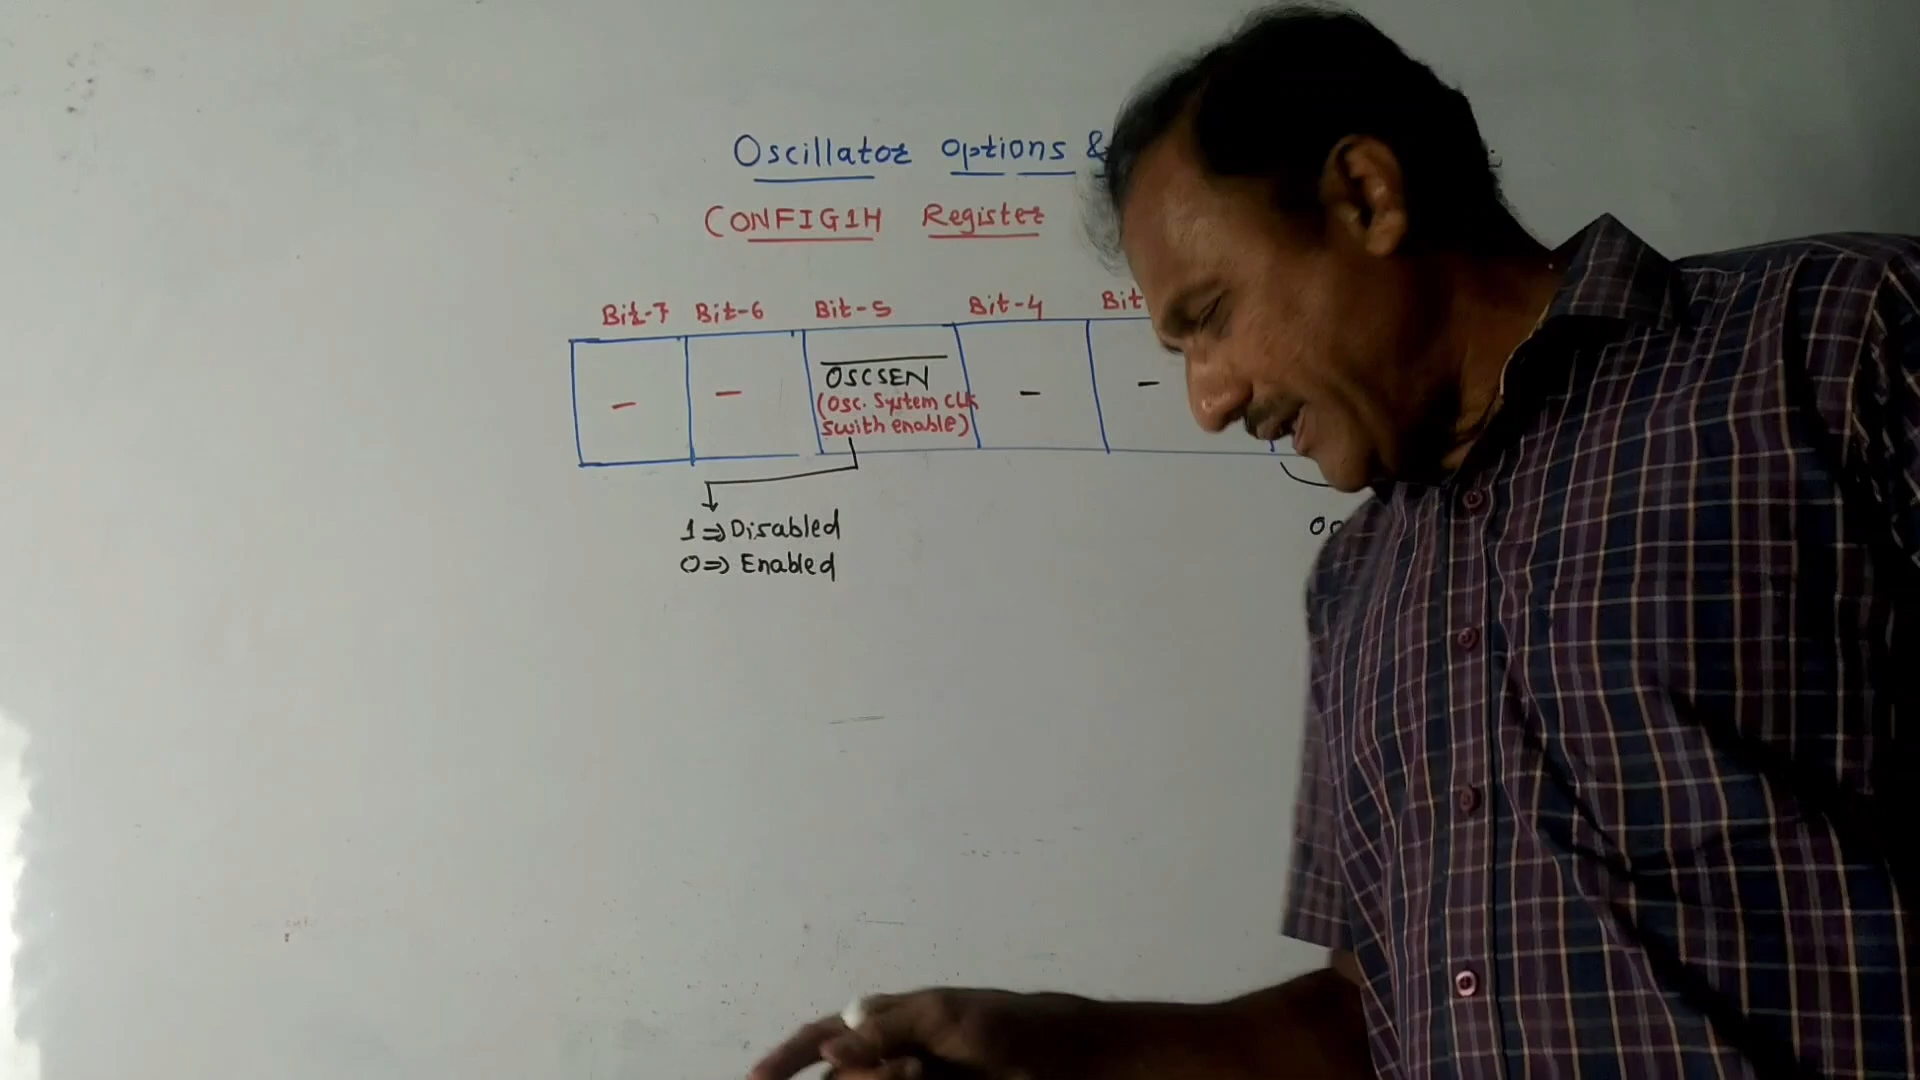 Oscillator options &
CONFIG1H Register
Bit-7 Bit-6 Bit-5 Bit-4 Bit
- - OSCSEN - -
(Osc. System CLK
swith enable)
1 => Disabled
0 => Enabled